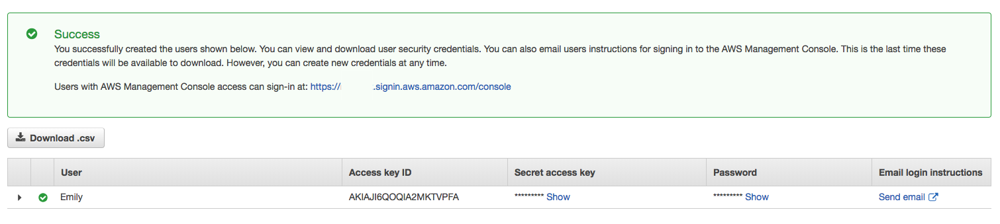 Success
You successfully created the users shown below. You can view and download user security credentials. You can also email users instructions for signing in to the AWS Management Console. This is the last time these
credentials will be available to download. However, you can create new credentials at any time.
Users with AWS Management Console access can sign-in at: https:// .signin.aws.amazon.com/console
Download .csv
User Access key ID Secret access key Password Email login instructions
Emily AKIAJI6QOQIA2MKTVPFA ********* Show ********* Show Send email